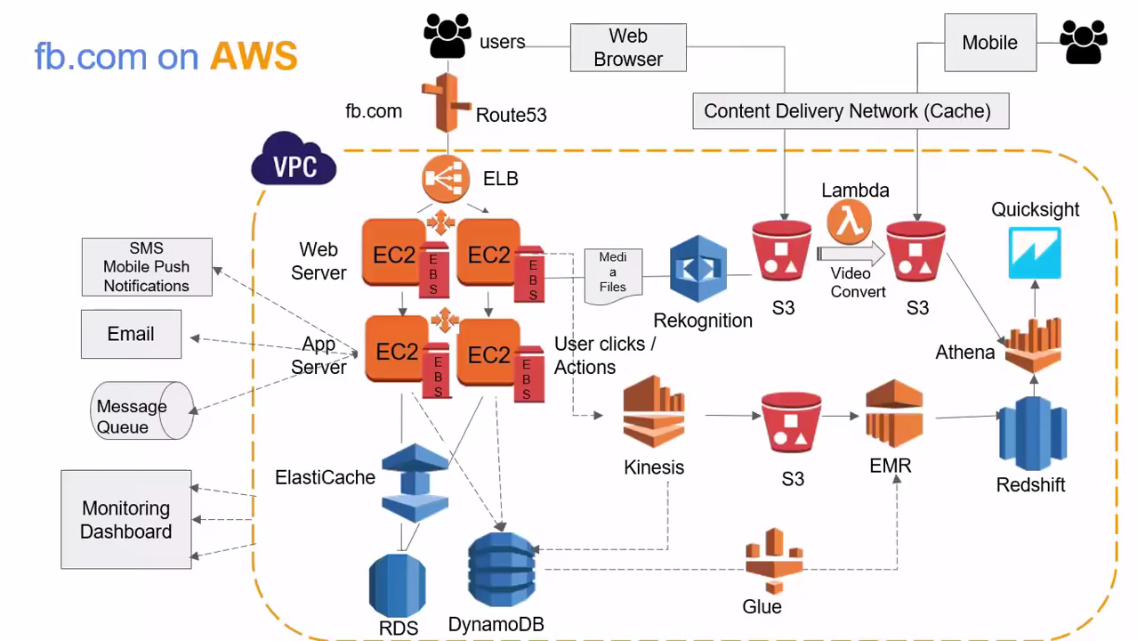 fb.com on AWS
users
Web
Browser
Mobile
fb.com
Route53
Content Delivery Network (Cache)
VPC
ELB
Lambda
Quicksight
SMS
Mobile Push
Notifications
Web
Server
EC2
EBS
EC2
EBS
Medi
a
Files
Rekognition
S3
Video
Convert
S3
Email
App
Server
EC2
EBS
EC2
EBS
User clicks /
Actions
Athena
Message
Queue
ElastiCache
Kinesis
S3
EMR
Redshift
Monitoring
Dashboard
RDS
DynamoDB
Glue